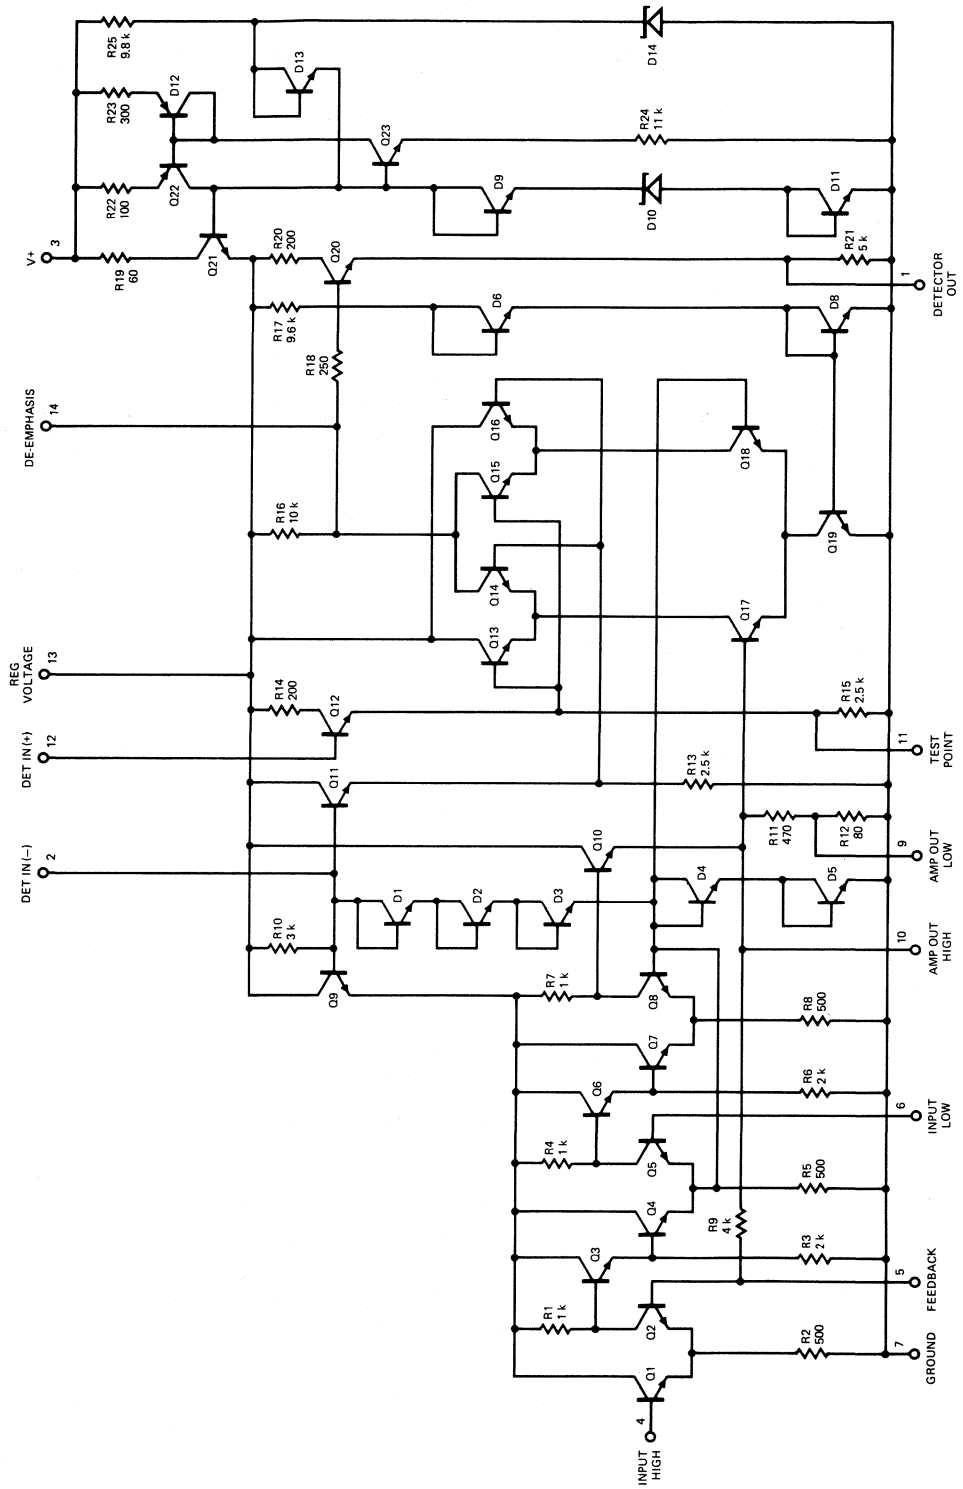 V+
3
R19
60
R22
100
R23
300
R25
9.8 k
D12
Q22
Q21
D13
D14
Q23
R24
11 k
D9
D10
D11
R20
200
Q20
R21
5 k
1
DETECTOR
OUT
R17
9.6 k
R18
250
D6
D8
DE-EMPHASIS
14
R16
10 k
Q16
Q15
Q14
Q13
Q18
Q17
Q19
REG
VOLTAGE
13
DET IN (+)
12
R14
200
Q12
R15
2.5 k
11
TEST
POINT
DET IN (−)
2
Q11
R13
2.5 k
Q10
R11
470
R12
80
9
AMP OUT
LOW
R10
3 k
D1
D2
D3
D4
D5
10
AMP OUT
HIGH
Q9
R7
1 k
Q8
Q7
R8
500
Q6
R6
2 k
6
INPUT
LOW
R4
1 k
Q5
Q4
R5
500
R9
4 k
Q3
R3
2 k
5
FEEDBACK
R1
1 k
Q2
Q1
R2
500
7
GROUND
4
INPUT
HIGH